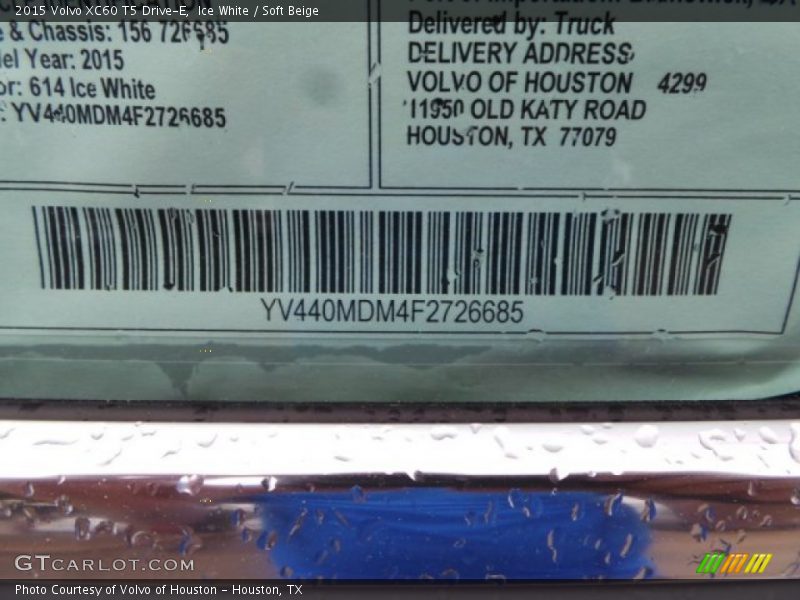 2015 Volvo XC60 T5 Drive-E, Ice White / Soft Beige
& Chassis: 156 726685
Year: 2015
614 Ice White
YV440MDM4F2726685
Delivered by: Truck
DELIVERY ADDRESS:
VOLVO OF HOUSTON 4299
11950 OLD KATY ROAD
HOUSTON, TX 77079
YV440MDM4F2726685
GTCARLOT.COM
Photo Courtesy of Volvo of Houston - Houston, TX